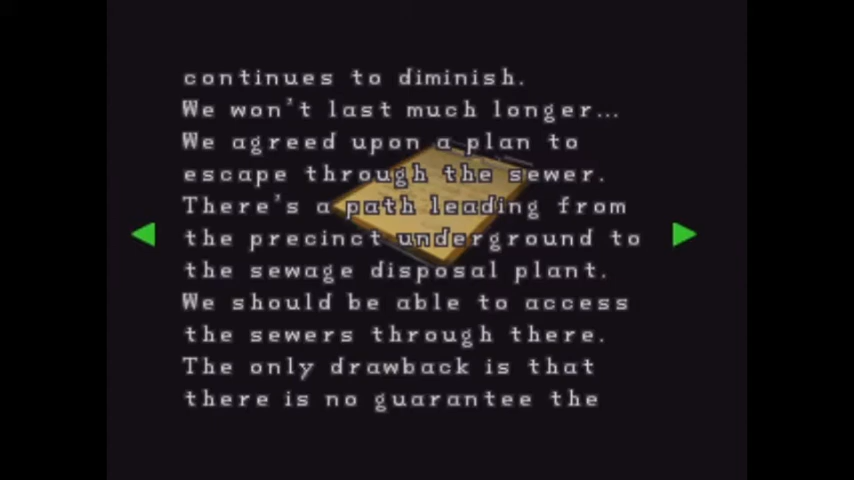 continues to diminish.
We won't last much longer...
We agreed upon a plan to
escape through the sewer.
There's a path leading from
the precinct underground to
the sewage disposal plant.
We should be able to access
the sewers through there.
The only drawback is that
there is no guarantee the